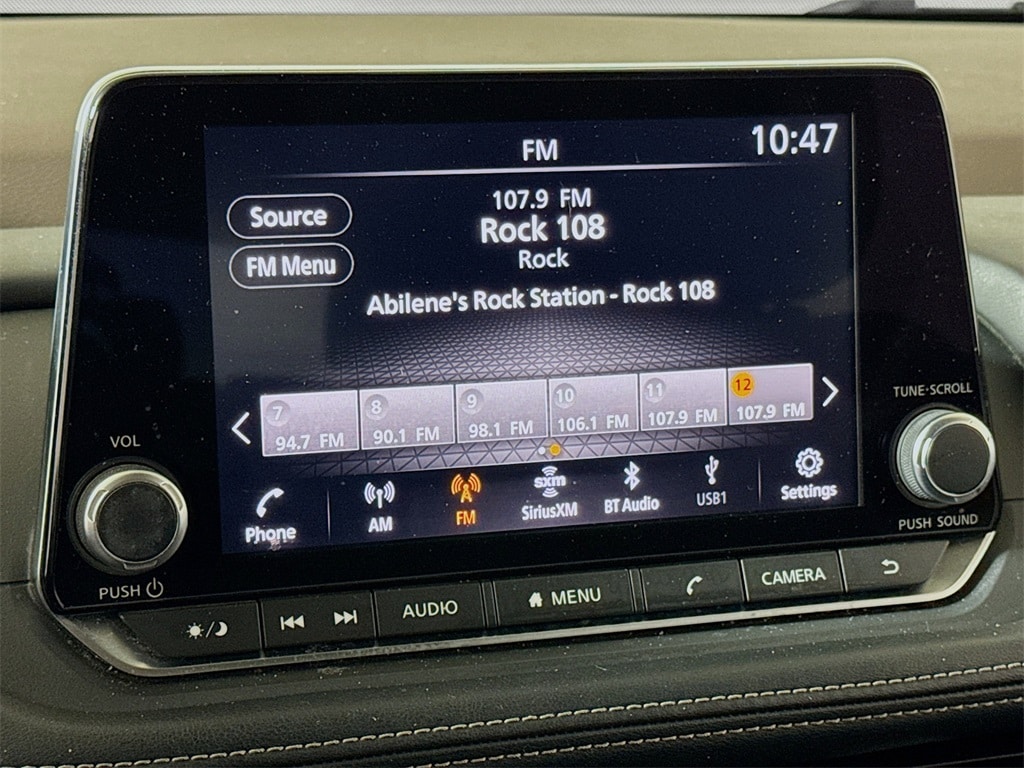 FM
10:47
107.9 FM
Source
Rock 108
FM Menu
Rock
Abilene's Rock Station - Rock 108
7
8
9
10
11
12
94.7 FM
90.1 FM
98.1 FM
106.1 FM
107.9 FM
107.9 FM
TUNE·SCROLL
VOL
Phone
AM
FM
sxm
SiriusXM
BT Audio
USB1
Settings
PUSH SOUND
PUSH
AUDIO
MENU
CAMERA